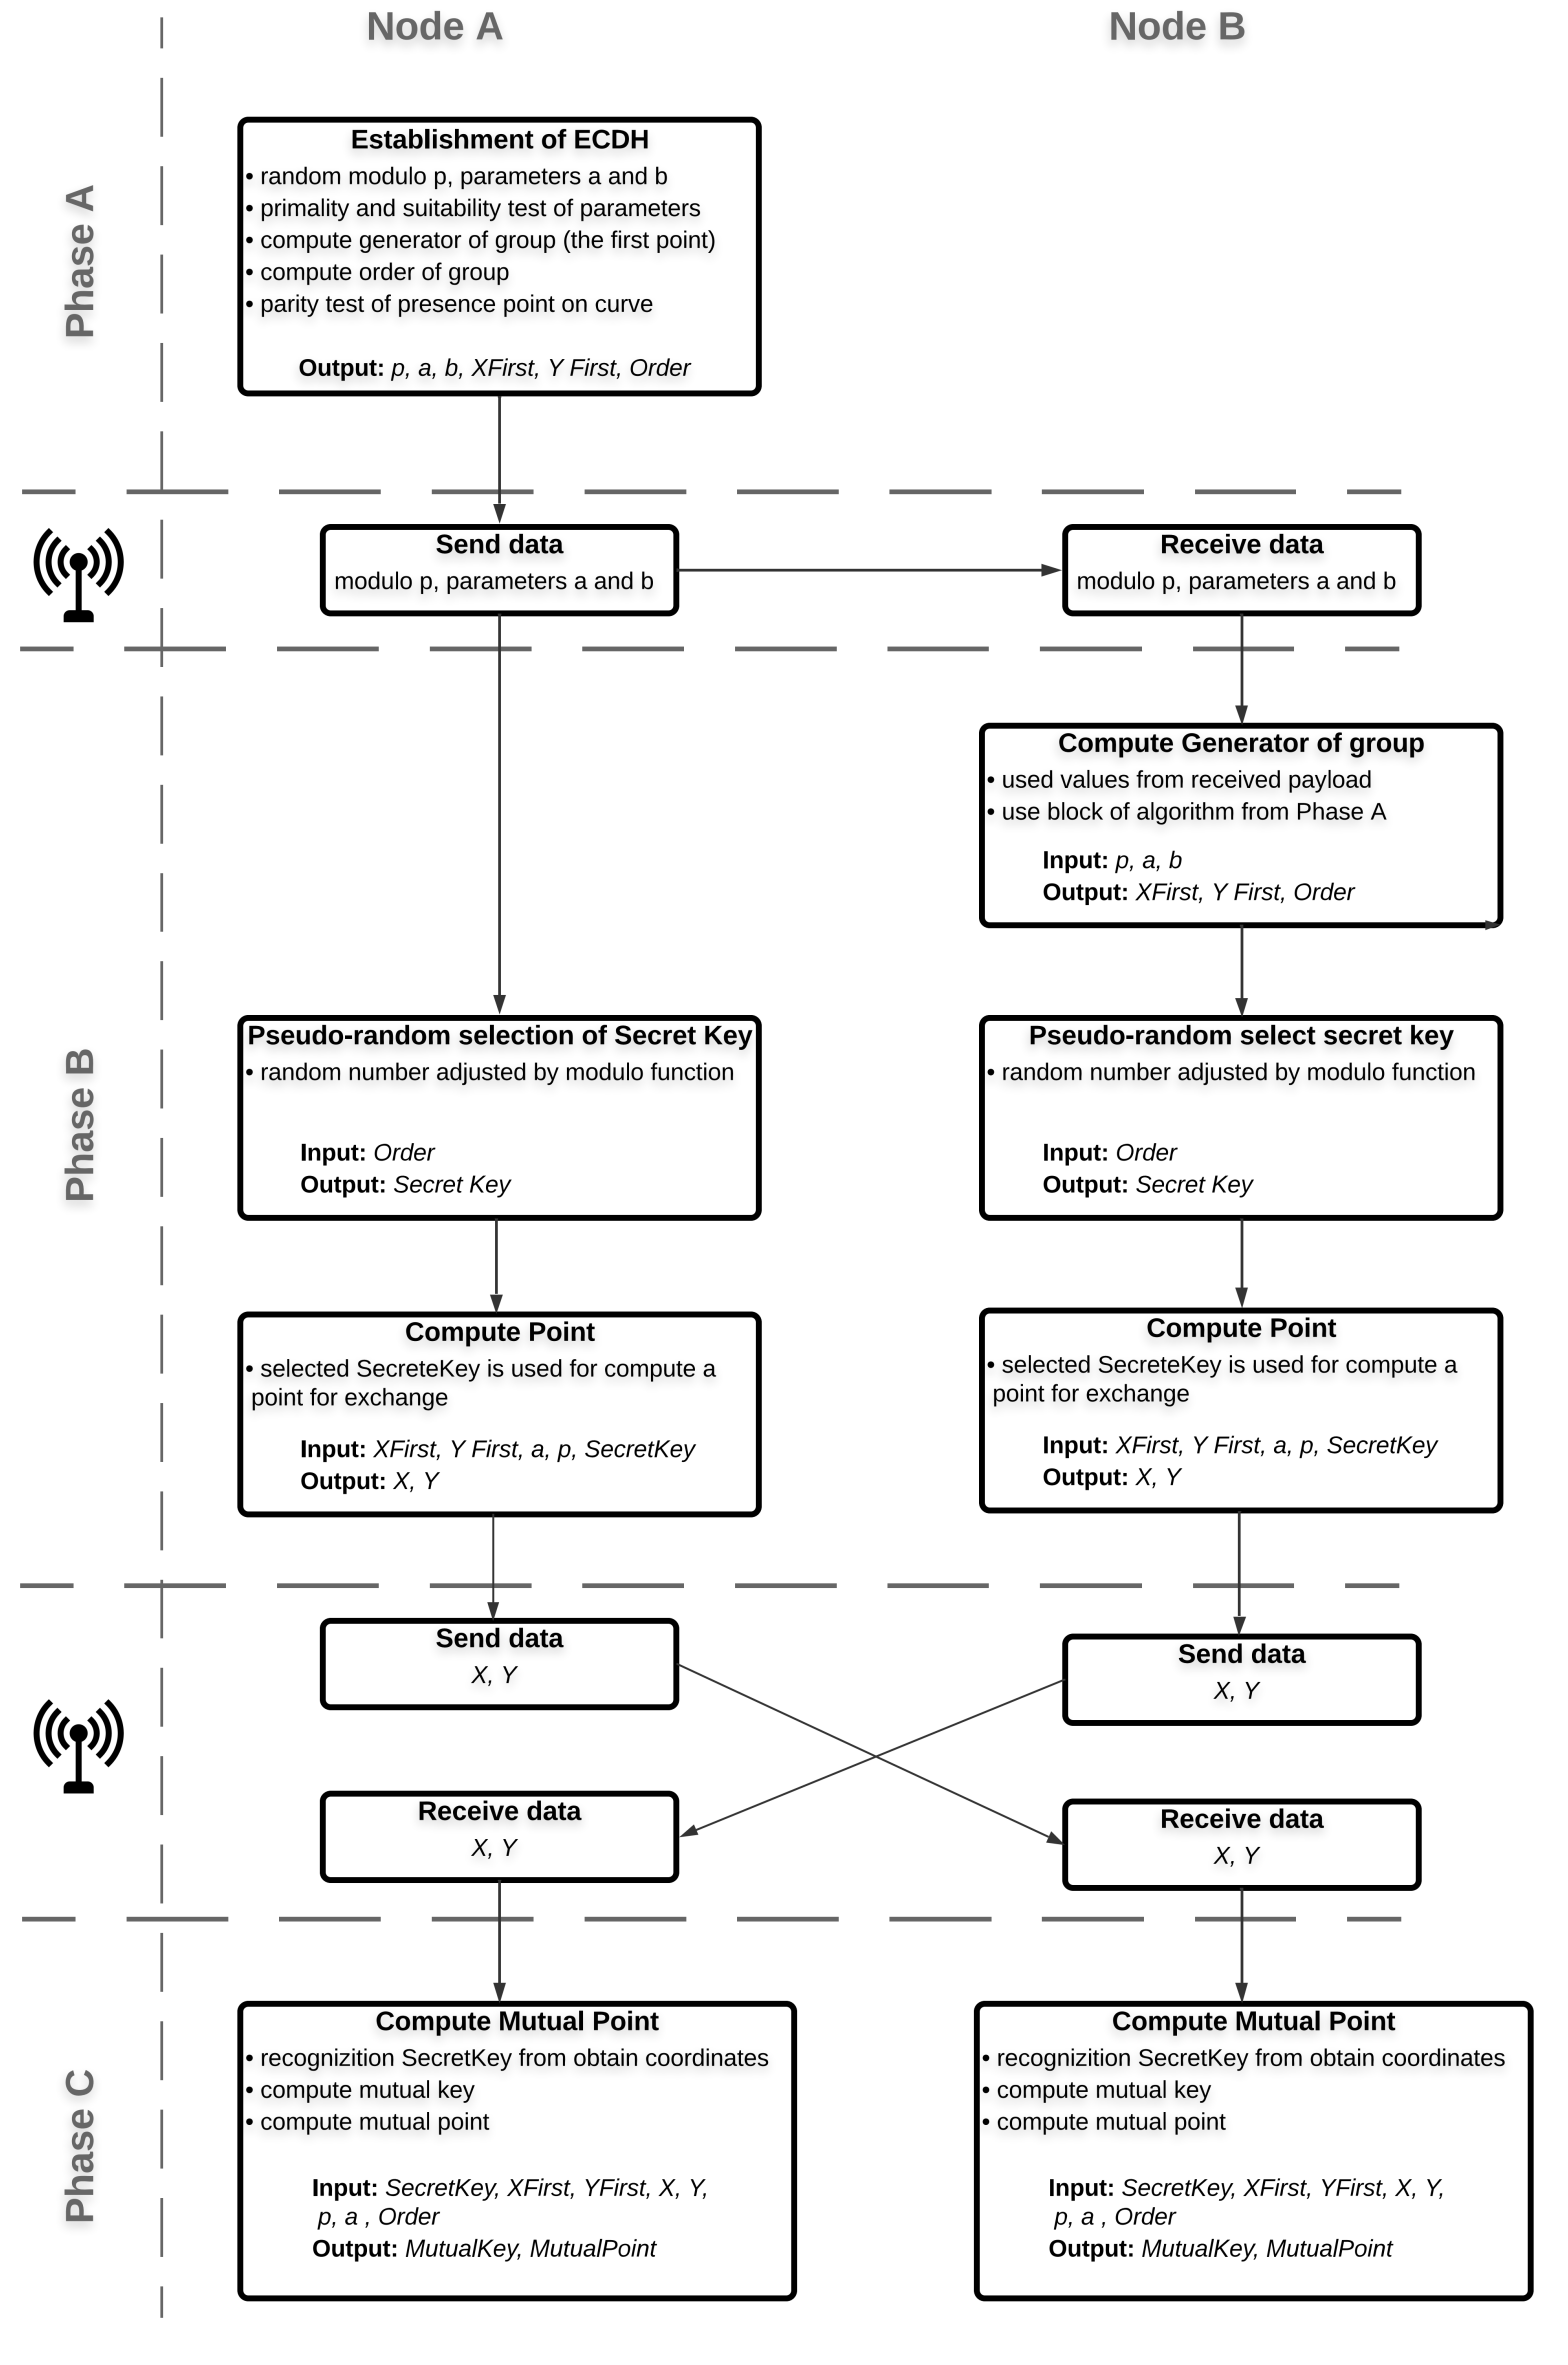 Node A
Node B
Phase A
Establishment of ECDH
• random modulo p, parameters a and b
• primality and suitability test of parameters
• compute generator of group (the first point)
• compute order of group
• parity test of presence point on curve
Output: p, a, b, XFirst, Y First, Order
Send data
modulo p, parameters a and b
Receive data
modulo p, parameters a and b
Phase B
Compute Generator of group
• used values from received payload
• use block of algorithm from Phase A
Input: p, a, b
Output: XFirst, Y First, Order
Pseudo-random selection of Secret Key
• random number adjusted by modulo function
Input: Order
Output: Secret Key
Pseudo-random select secret key
• random number adjusted by modulo function
Input: Order
Output: Secret Key
Compute Point
• selected SecreteKey is used for compute a
point for exchange
Input: XFirst, Y First, a, p, SecretKey
Output: X, Y
Compute Point
• selected SecreteKey is used for compute a
point for exchange
Input: XFirst, Y First, a, p, SecretKey
Output: X, Y
Send data
X, Y
Send data
X, Y
Receive data
X, Y
Receive data
X, Y
Phase C
Compute Mutual Point
• recognizition SecretKey from obtain coordinates
• compute mutual key
• compute mutual point
Input: SecretKey, XFirst, YFirst, X, Y,
p, a , Order
Output: MutualKey, MutualPoint
Compute Mutual Point
• recognizition SecretKey from obtain coordinates
• compute mutual key
• compute mutual point
Input: SecretKey, XFirst, YFirst, X, Y,
p, a , Order
Output: MutualKey, MutualPoint